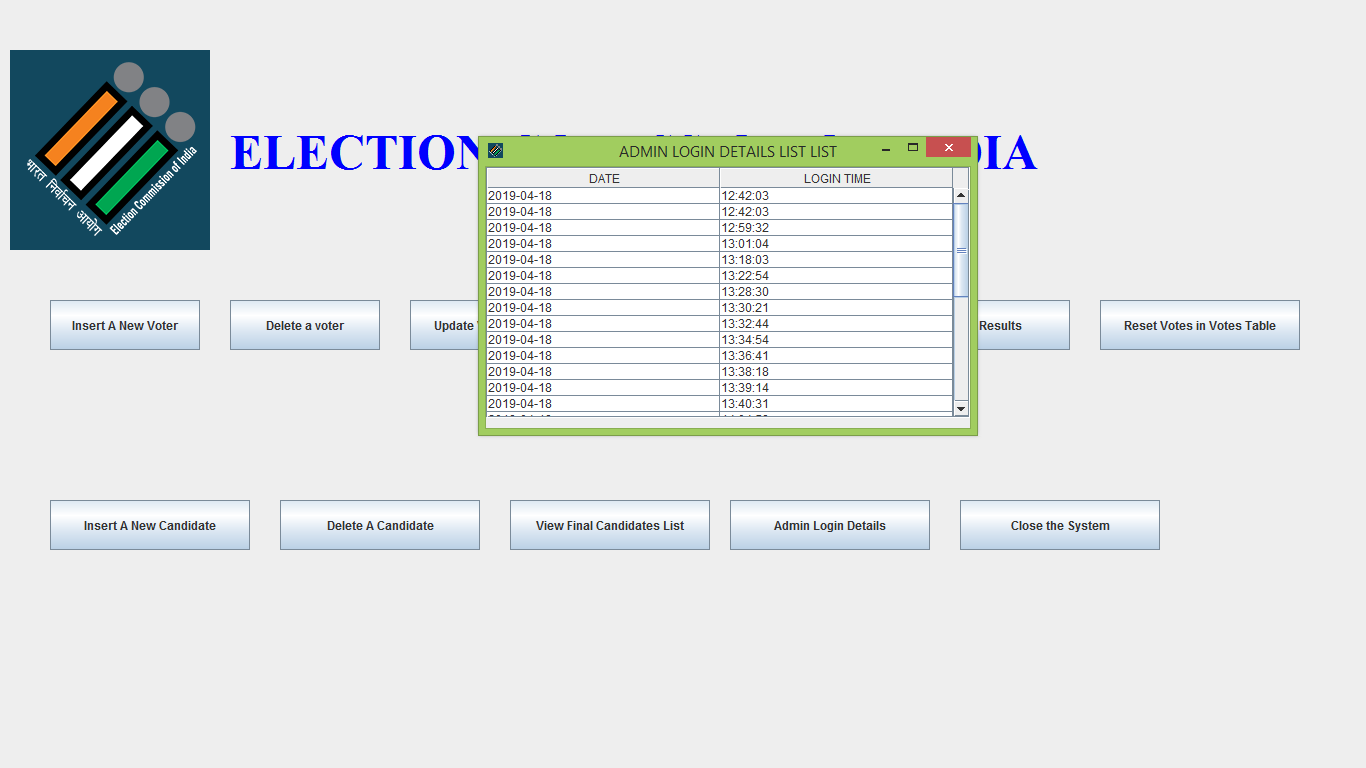 भारत निर्वाचन आयोग
Election Commission of India
ELECTION
ADMIN LOGIN DETAILS LIST LIST
DATE LOGIN TIME
2019-04-18 12:42:03
2019-04-18 12:42:03
2019-04-18 12:59:32
2019-04-18 13:01:04
2019-04-18 13:18:03
2019-04-18 13:22:54
2019-04-18 13:28:30
2019-04-18 13:30:21
2019-04-18 13:32:44
2019-04-18 13:34:54
2019-04-18 13:36:41
2019-04-18 13:38:18
2019-04-18 13:39:14
2019-04-18 13:40:31
Insert A New Voter Delete a voter Update Results Reset Votes in Votes Table
Insert A New Candidate Delete A Candidate View Final Candidates List Admin Login Details Close the System